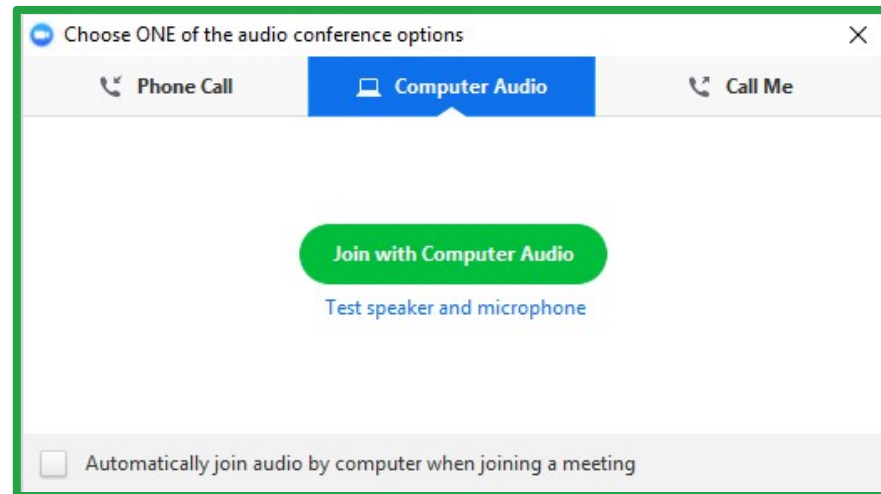 Choose ONE of the audio conference options
Phone Call
Computer Audio
Call Me
Join with Computer Audio
Test speaker and microphone
Automatically join audio by computer when joining a meeting